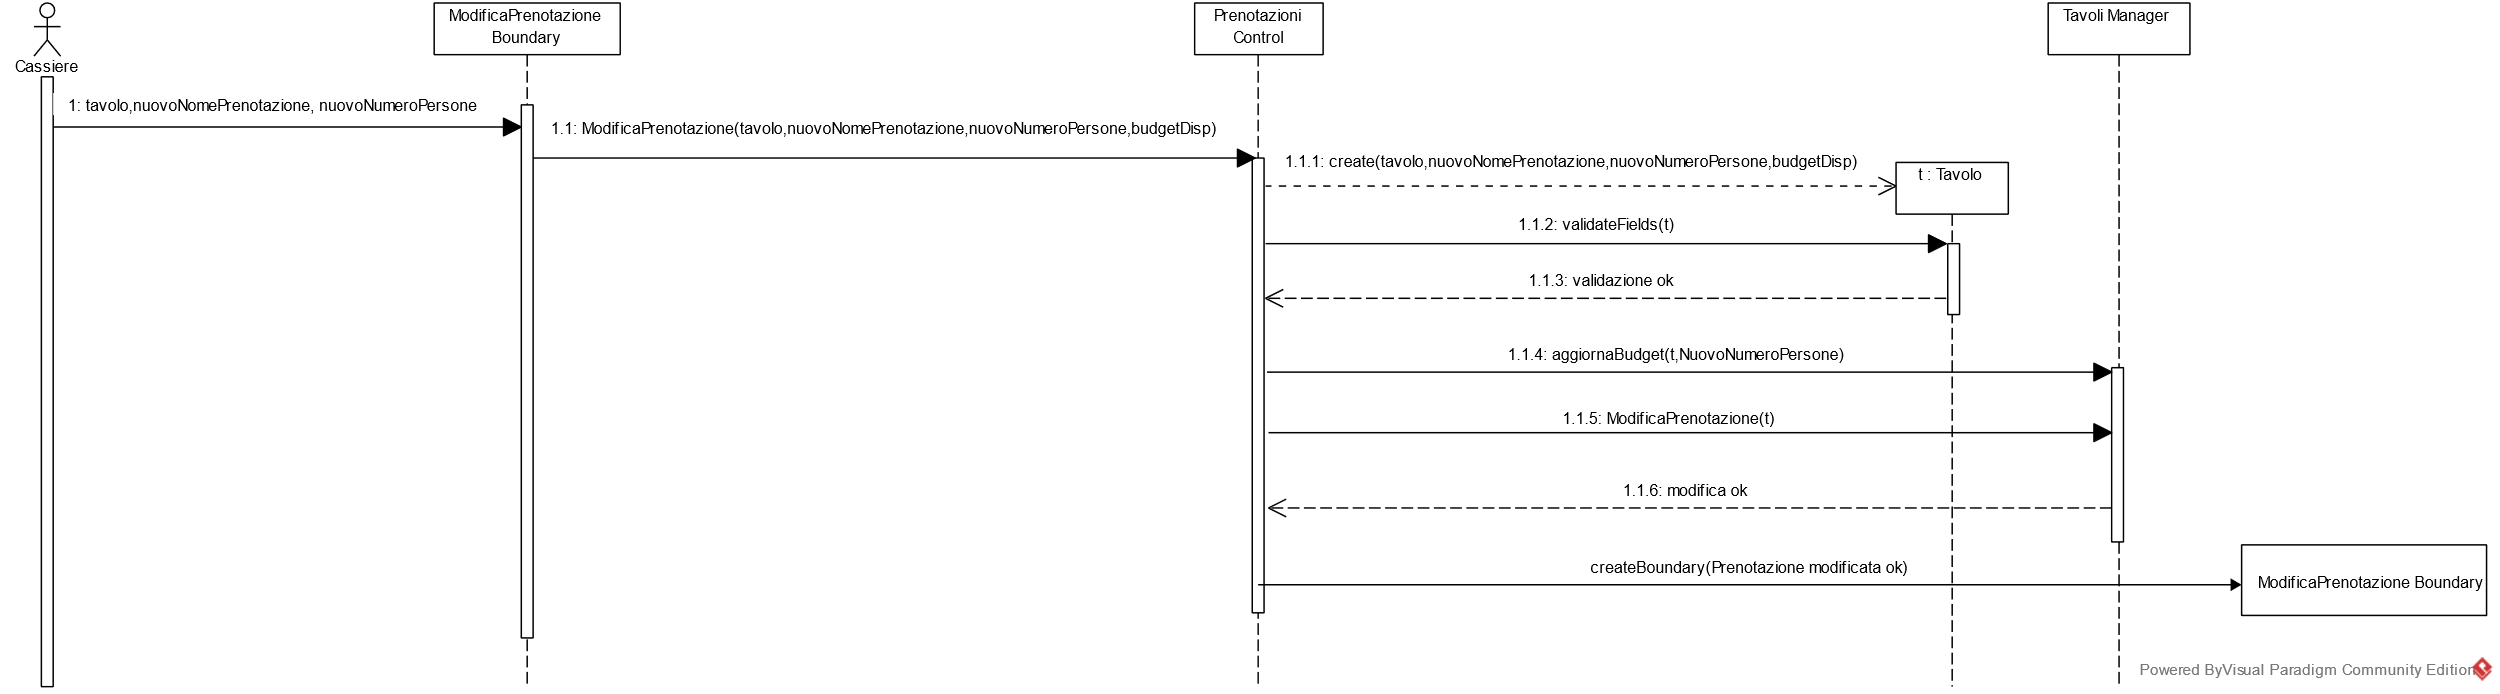 Cassiere
ModificaPrenotazione
Boundary
Prenotazioni
Control
Tavoli Manager
1: tavolo,nuovoNomePrenotazione, nuovoNumeroPersone
1.1: ModificaPrenotazione(tavolo,nuovoNomePrenotazione,nuovoNumeroPersone,budgetDisp)
1.1.1: create(tavolo,nuovoNomePrenotazione,nuovoNumeroPersone,budgetDisp)
t : Tavolo
1.1.2: validateFields(t)
1.1.3: validazione ok
1.1.4: aggiornaBudget(t,NuovoNumeroPersone)
1.1.5: ModificaPrenotazione(t)
1.1.6: modifica ok
createBoundary(Prenotazione modificata ok)
ModificaPrenotazione Boundary
Powered ByVisual Paradigm Community Edition